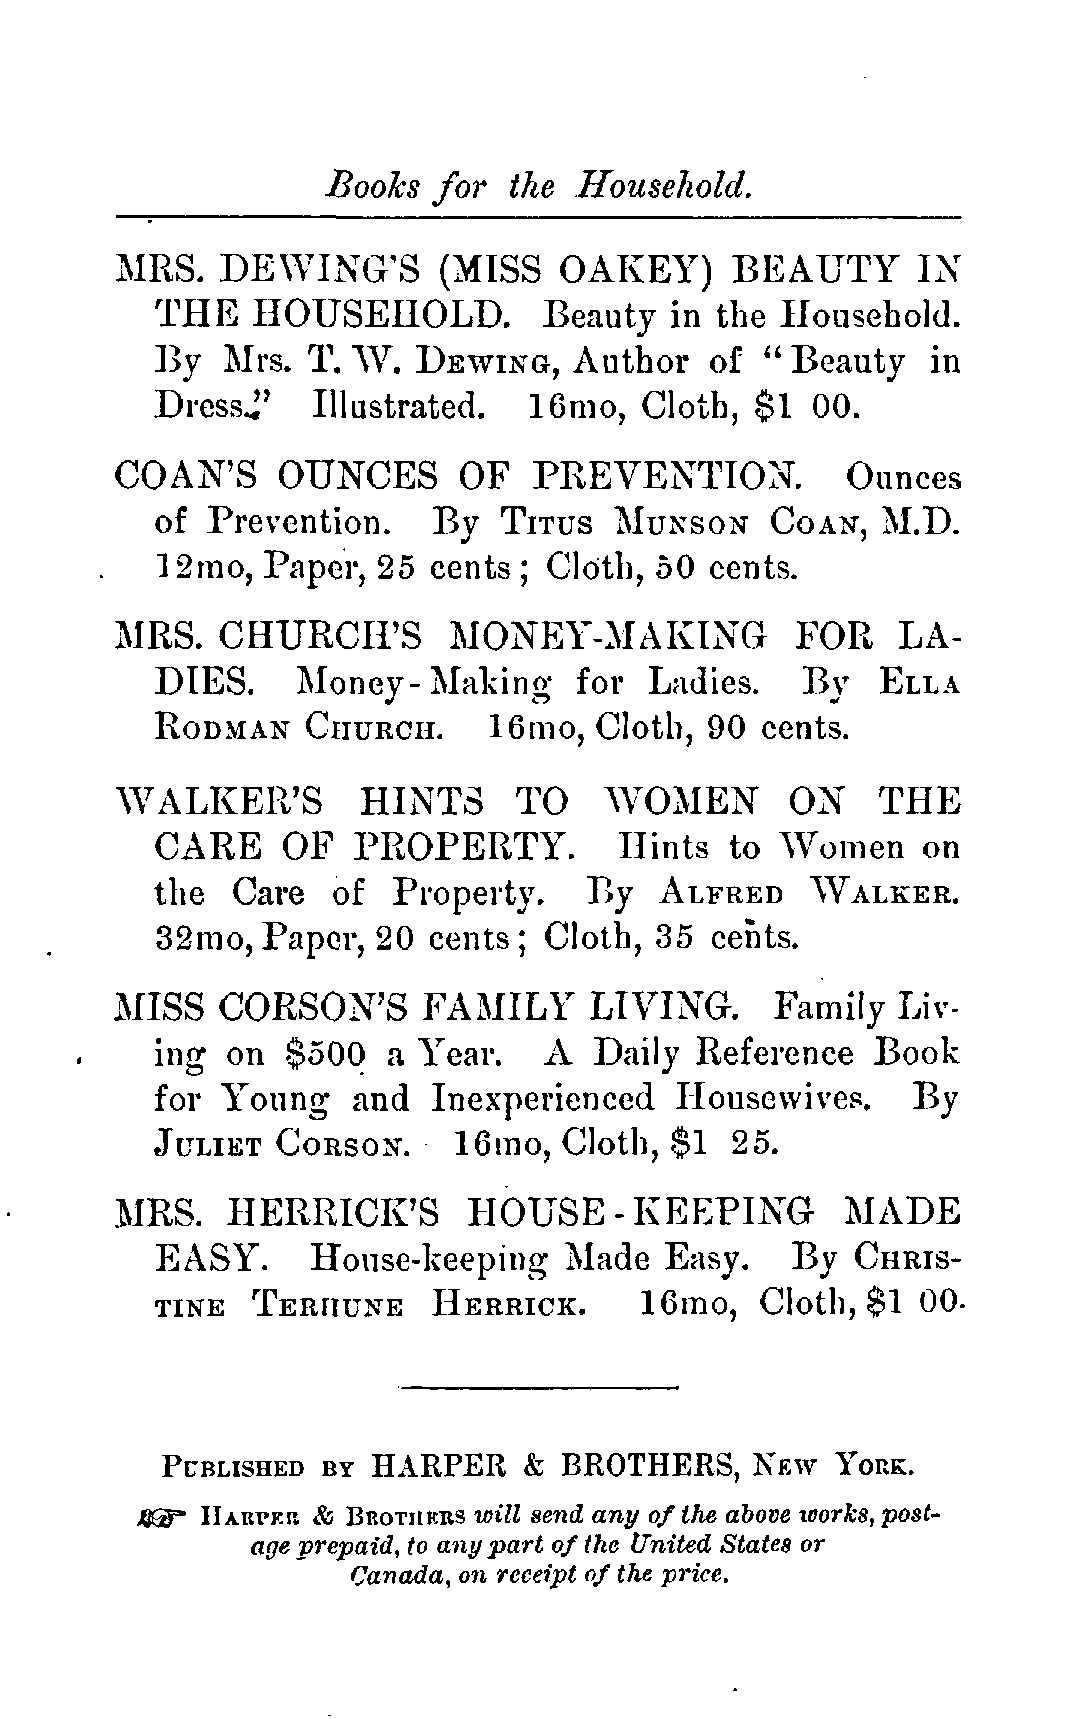 Books for the Household.
MRS. DEWING'S (MISS OAKEY) BEAUTY IN
THE HOUSEHOLD. Beauty in the Household.
By Mrs. T. W. DEWING, Author of "Beauty in
Dress." Illustrated. 16mo, Cloth, $1 00.
COAN'S OUNCES OF PREVENTION. Ounces
of Prevention. By TITUS MUNSON COAN, M.D.
12mo, Paper, 25 cents; Cloth, 50 cents.
MRS. CHURCH'S MONEY-MAKING FOR LA-
DIES. Money-Making for Ladies. By ELLA
RODMAN CHURCH. 16mo, Cloth, 90 cents.
WALKER'S HINTS TO WOMEN ON THE
CARE OF PROPERTY. Hints to Women on
the Care of Property. By ALFRED WALKER.
32mo, Paper, 20 cents; Cloth, 35 cents.
MISS CORSON'S FAMILY LIVING. Family Liv-
ing on $500 a Year. A Daily Reference Book
for Young and Inexperienced Housewives. By
JULIET CORSON. 16mo, Cloth, $1 25.
MRS. HERRICK'S HOUSE-KEEPING MADE
EASY. House-keeping Made Easy. By CHRIS-
TINE TERHUNE HERRICK. 16mo, Cloth, $1 00.
PUBLISHED BY HARPER & BROTHERS, NEW YORK.
☞ HARPER & BROTHERS will send any of the above works, post-
age prepaid, to any part of the United States or
Canada, on receipt of the price.